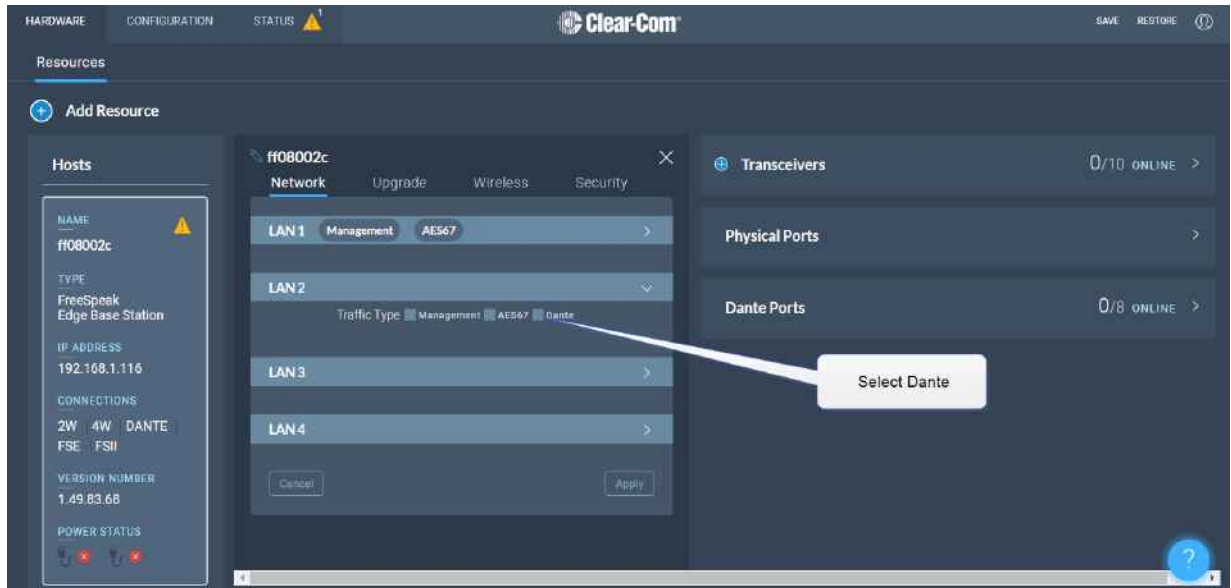 HARDWARE CONFIGURATION STATUS 1 Clear-Com SAVE RESTORE
Resources
Add Resource
Hosts
NAME
ff08002c
TYPE
FreeSpeak
Edge Base Station
IP ADDRESS
192.168.1.116
CONNECTIONS
2W 4W DANTE
FSE FSII
VERSION NUMBER
1.49.83.68
POWER STATUS
ff08002c
Network Upgrade Wireless Security
LAN 1 Management AES67
LAN 2
Traffic Type Management AES67 Dante
LAN 3
LAN 4
Cancel Apply
Transceivers 0/10 ONLINE
Physical Ports
Dante Ports 0/8 ONLINE
Select Dante
?